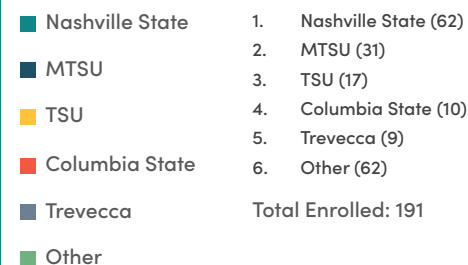 Nashville State
MTSU
TSU
Columbia State
Trevecca
Other
1. Nashville State (62)
2. MTSU (31)
3. TSU (17)
4. Columbia State (10)
5. Trevecca (9)
6. Other (62)
Total Enrolled: 191